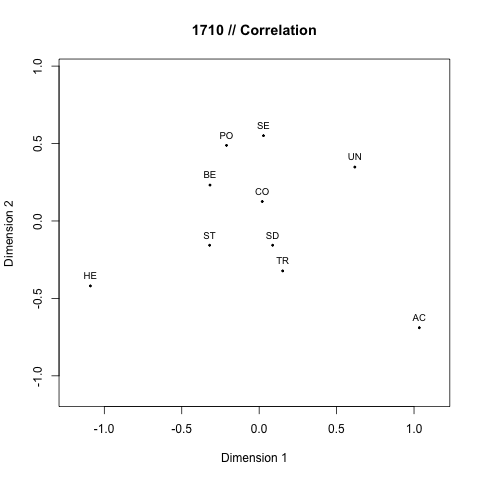 1710 // Correlation
1.0
0.5
0.0
-0.5
-1.0
Dimension 2
SE
PO
UN
BE
CO
ST
SD
TR
HE
AC
-1.0
-0.5
0.0
0.5
1.0
Dimension 1